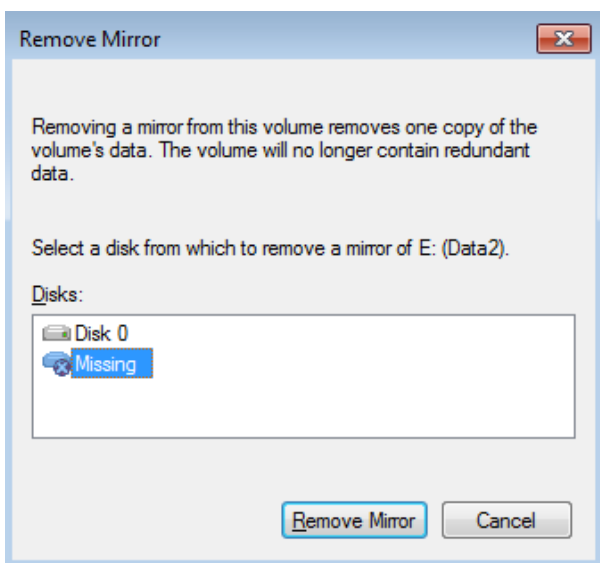 Remove Mirror
Removing a mirror from this volume removes one copy of the
volume's data. The volume will no longer contain redundant
data.
Select a disk from which to remove a mirror of E: (Data2).
Disks:
Disk 0
Missing
Remove Mirror
Cancel